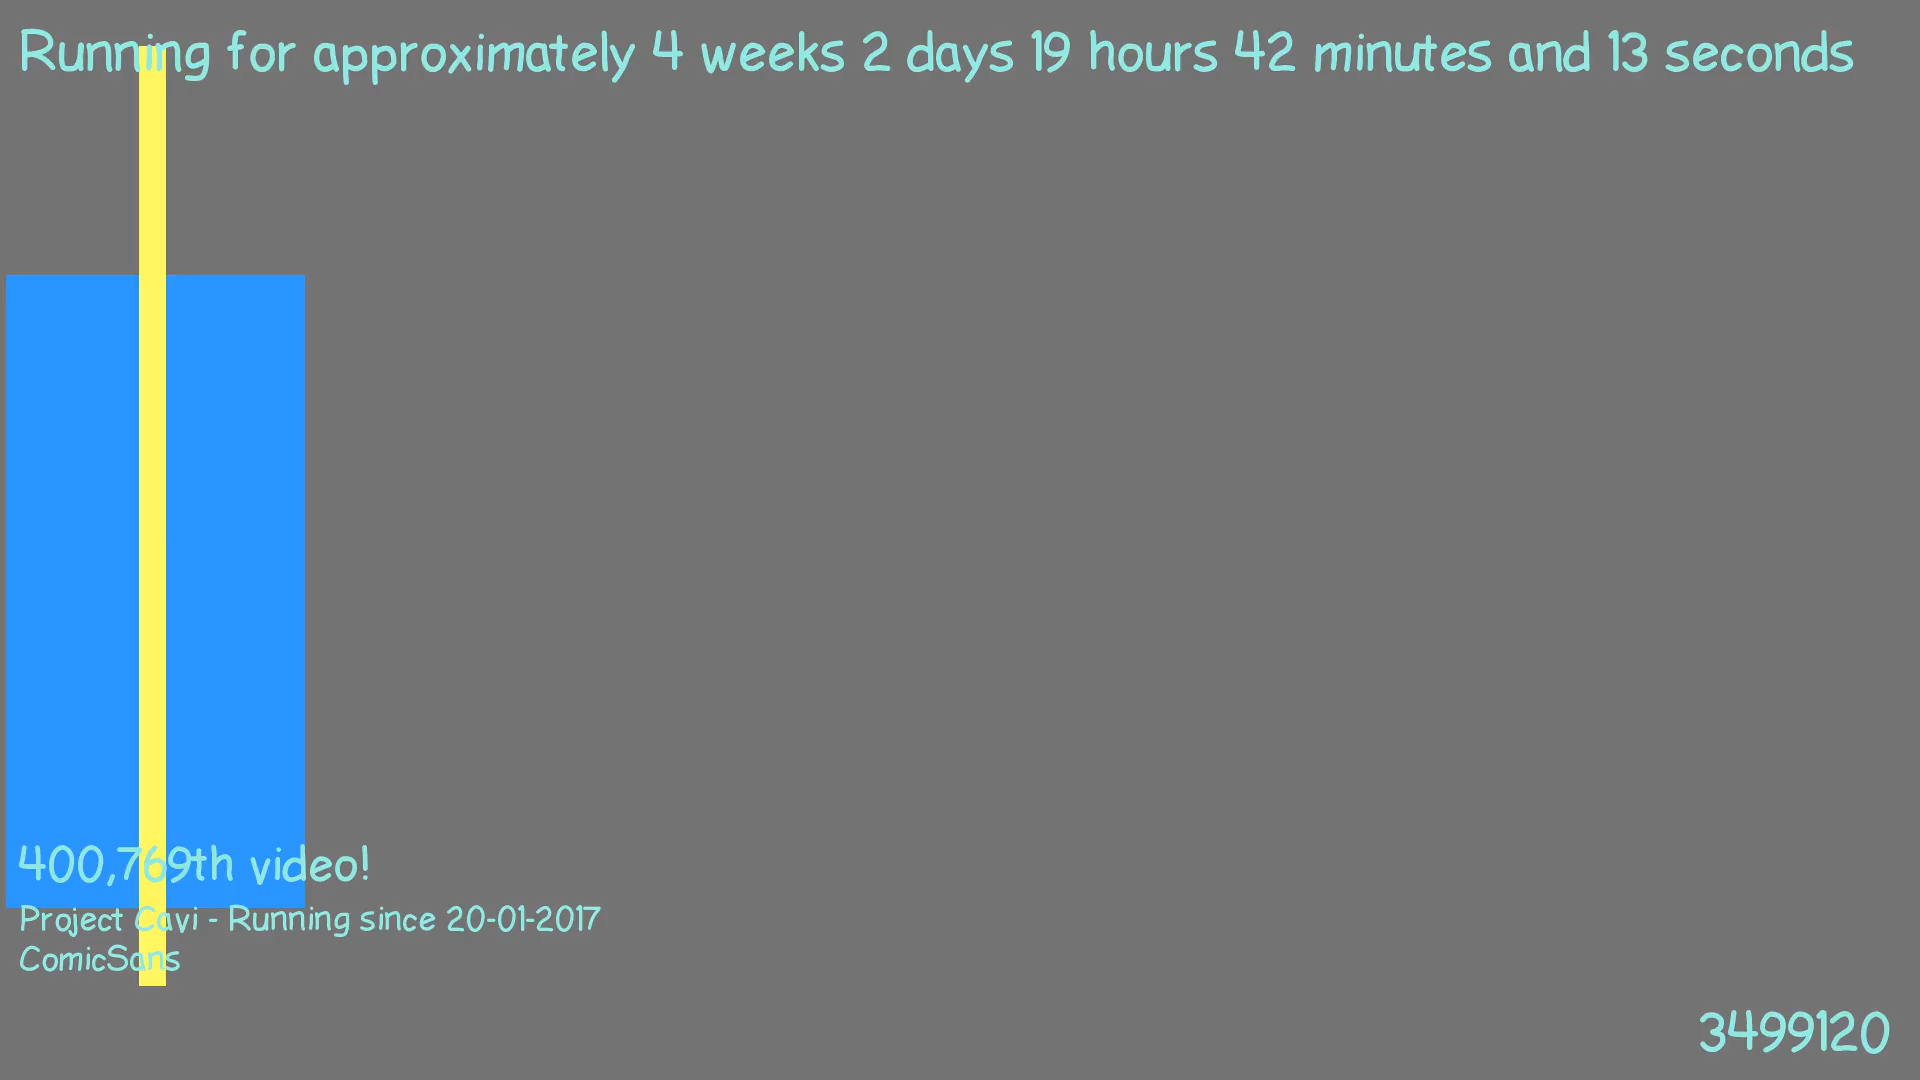 Running for approximately 4 weeks 2 days 19 hours 42 minutes and 13 seconds
400,769th video!
Project Cavi - Running since 20-01-2017
ComicSans
3499120